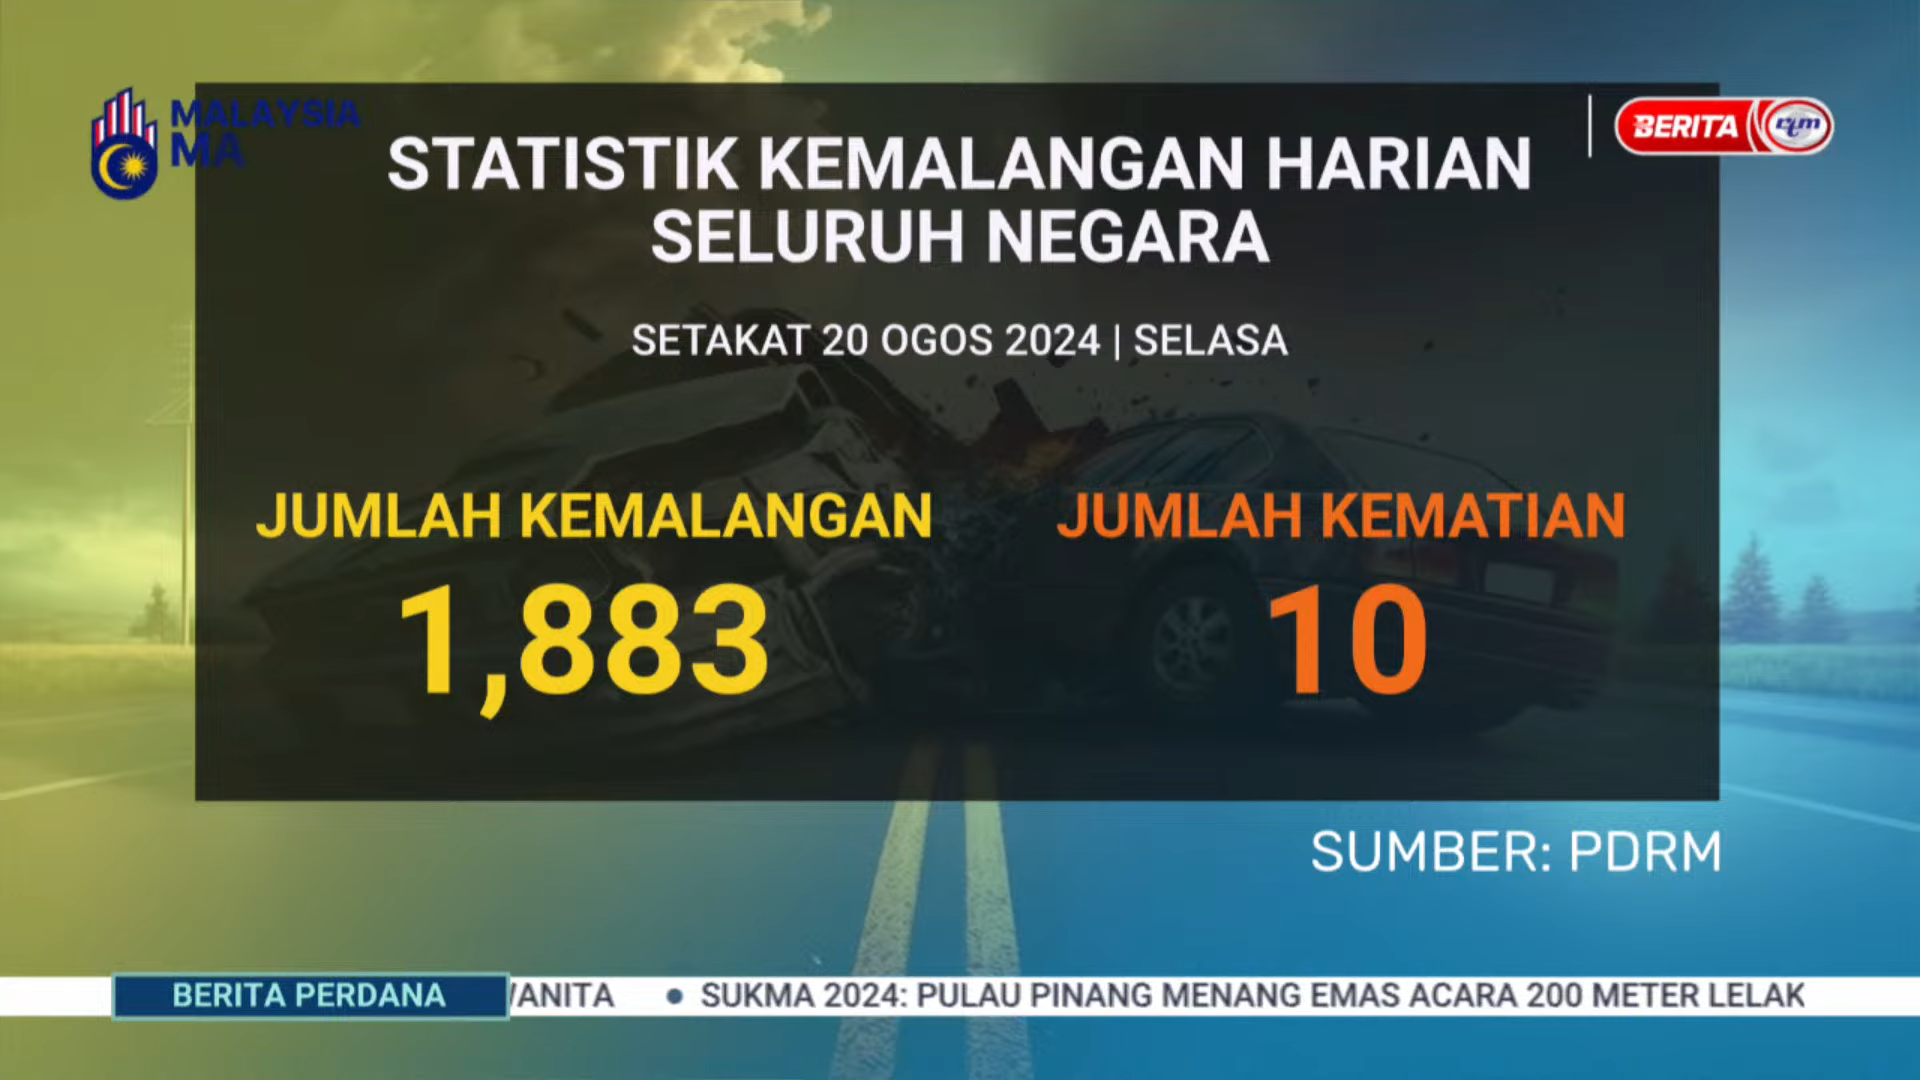 MALAYSIA
MA
BERITA rtm
STATISTIK KEMALANGAN HARIAN
SELURUH NEGARA
SETAKAT 20 OGOS 2024 | SELASA
JUMLAH KEMALANGAN
1,883
JUMLAH KEMATIAN
10
SUMBER: PDRM
BERITA PERDANA
SUKMA 2024: PULAU PINANG MENANG EMAS ACARA 200 METER LELAK